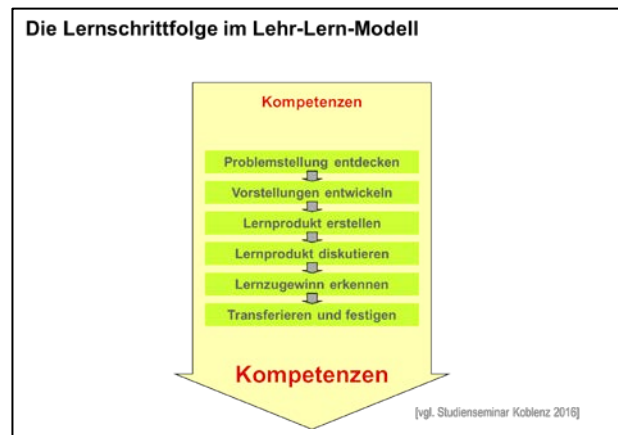 Die Lernschrittfolge im Lehr-Lern-Modell
Kompetenzen
Problemstellung entdecken
Vorstellungen entwickeln
Lernprodukt erstellen
Lernprodukt diskutieren
Lernzugewinn erkennen
Transferieren und festigen
Kompetenzen
[vgl. Studienseminar Koblenz 2016]